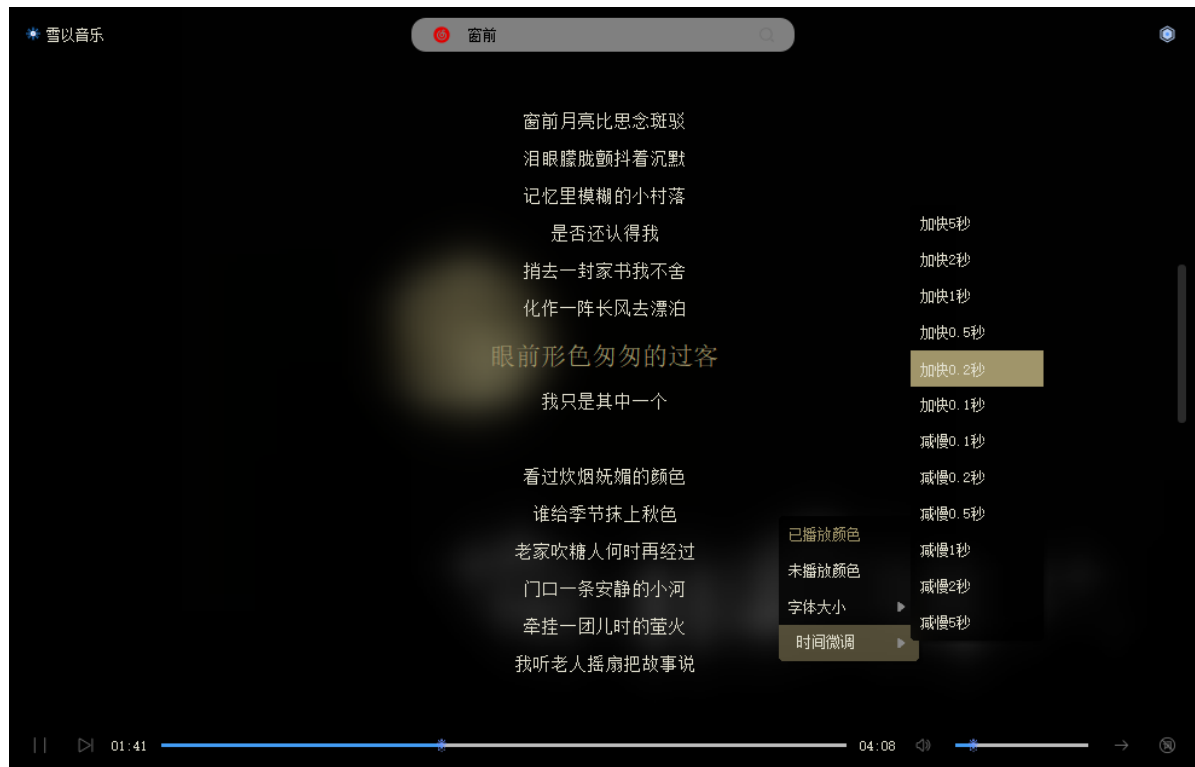 雪以音乐
窗前
窗前月亮比思念斑驳
泪眼朦胧颤抖着沉默
记忆里模糊的小村落
是否还认得我
捎去一封家书我不舍
化作一阵长风去漂泊
眼前形色匆匆的过客
我只是其中一个
看过炊烟妩媚的颜色
谁给季节抹上秋色
老家吹糖人何时再经过
门口一条安静的小河
牵挂一团儿时的萤火
我听老人摇扇把故事说
加快5秒
加快2秒
加快1秒
加快0.5秒
加快0.2秒
加快0.1秒
减慢0.1秒
减慢0.2秒
减慢0.5秒
减慢1秒
减慢2秒
减慢5秒
已播放颜色
未播放颜色
字体大小
时间微调
01:41
04:08
词